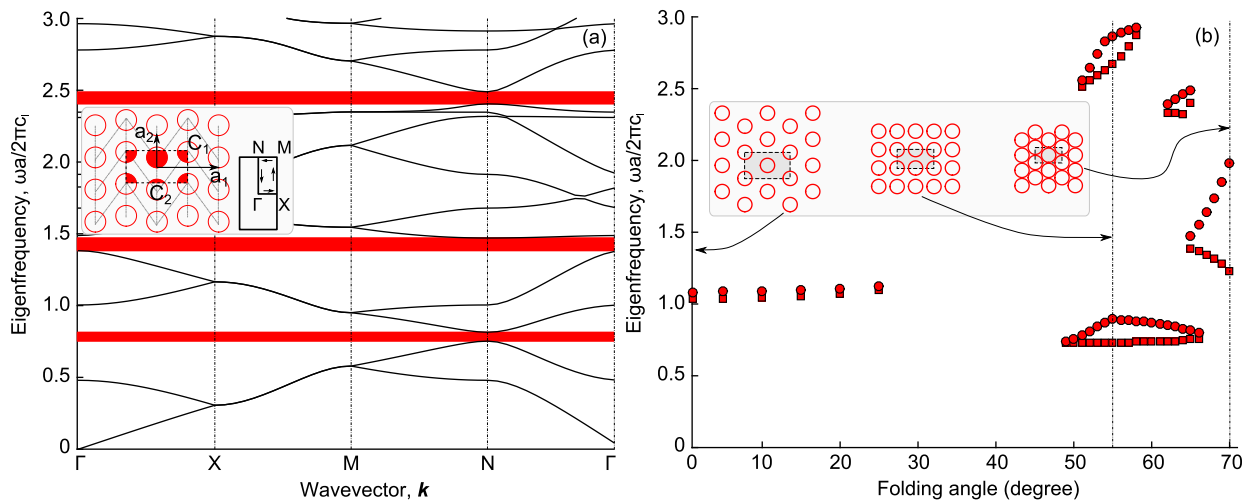 (a)
Eigenfrequency, ωa/2πcᵢ
3.0
2.5
2.0
1.5
1.0
0.5
0
a₂
C₁
a₁
C₂
N M
Γ X
Γ X M N Γ
Wavevector, k
(b)
Eigenfrequency, ωa/2πcᵢ
3.0
2.5
2.0
1.5
1.0
0.5
0
0 10 20 30 40 50 60 70
Folding angle (degree)